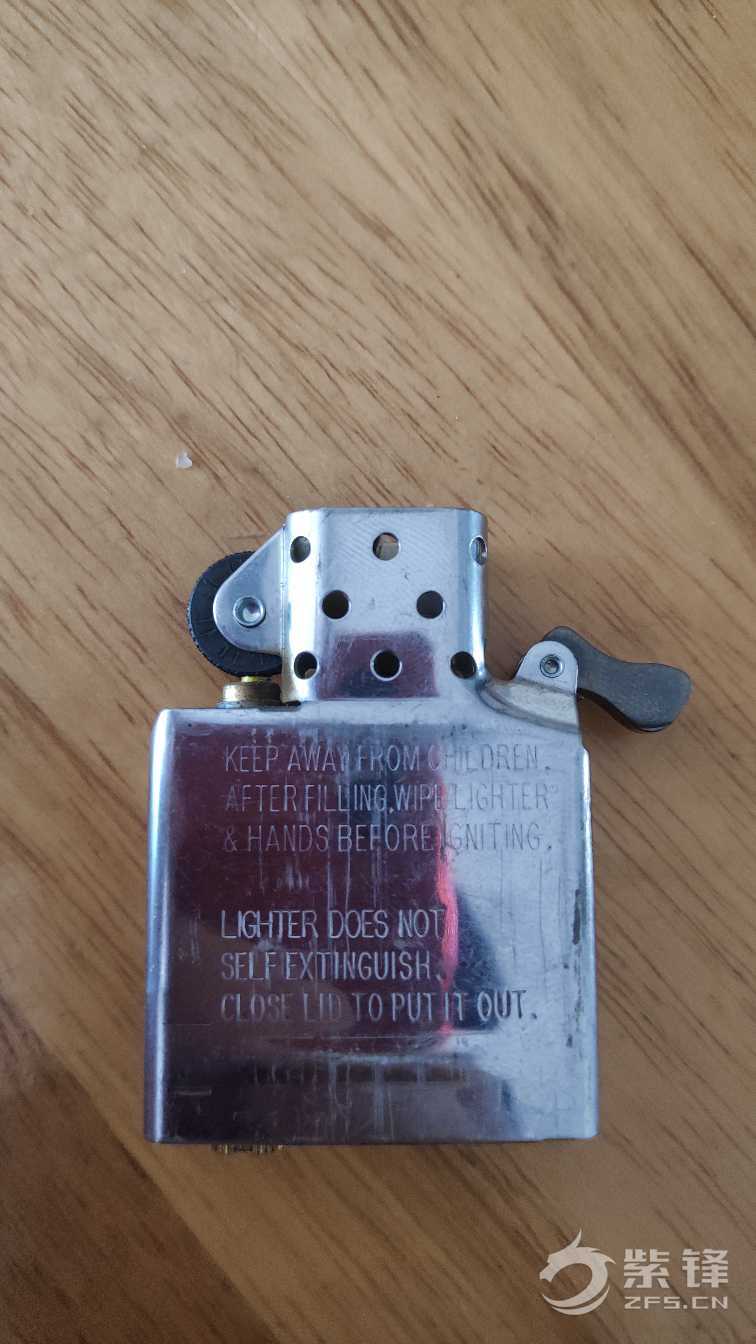 KEEP AWAY FROM CHILDREN.
AFTER FILLING, WIPE LIGHTER
& HANDS BEFORE IGNITING.
LIGHTER DOES NOT
SELF EXTINGUISH.
CLOSE LID TO PUT IT OUT.
紫锋
ZFS.CN